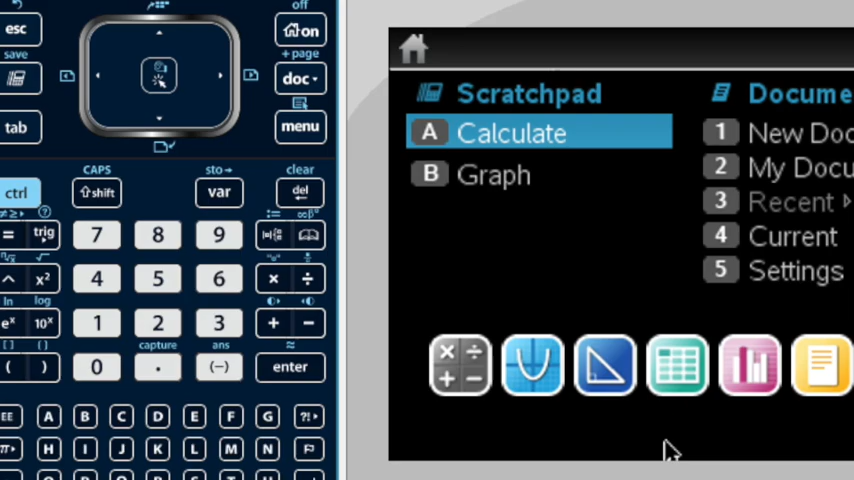 off
esc
on
save
+ page
doc
tab
menu
CAPS
sto→
clear
ctrl
shift
var
del
= trig 7 8 9
^ x² 4 5 6 × ÷
ln log
eˣ 10ˣ 1 2 3 + −
[] {} capture ans ≈
( ) 0 . (−) enter
EE A B C D E F G ?!▸
π▸ H I J K L M N
Scratchpad
A Calculate
B Graph
Docume
1 New Doc
2 My Docu
3 Recent ▸
4 Current
5 Settings